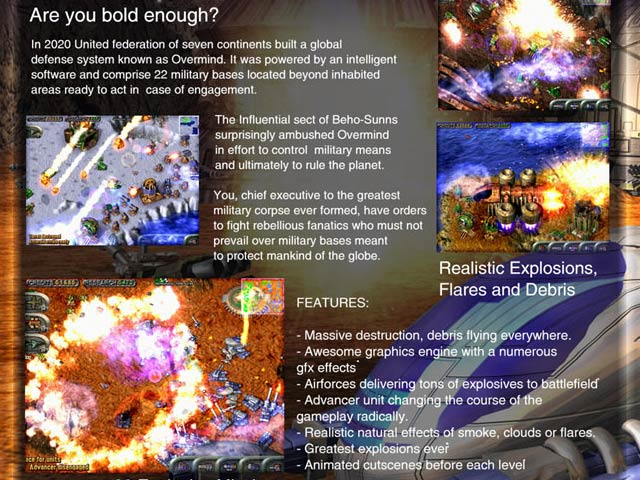 Are you bold enough?
In 2020 United federation of seven continents built a global
defense system known as Overmind. It was powered by an intelligent
software and comprise 22 military bases located beyond inhabited
areas ready to act in  case of engagement.
The Influential sect of Beho-Sunns
surprisingly ambushed Overmind
in effort to control  military means
and ultimately to rule the planet.
You, chief executive to the greatest
military corpse ever formed, have orders
to fight rebellious fanatics who must not
prevail over military bases meant
to protect mankind of the globe.
Realistic Explosions,
Flares and Debris
FEATURES:
- Massive destruction, debris flying everywhere.
- Awesome graphics engine with a numerous
gfx effects
- Airforces delivering tons of explosives to battlefield
- Advancer unit changing the course of the
gameplay radically.
- Realistic natural effects of smoke, clouds or flares.
- Greatest explosions ever
- Animated cutscenes before each level
ace for units
Advancer disengaged